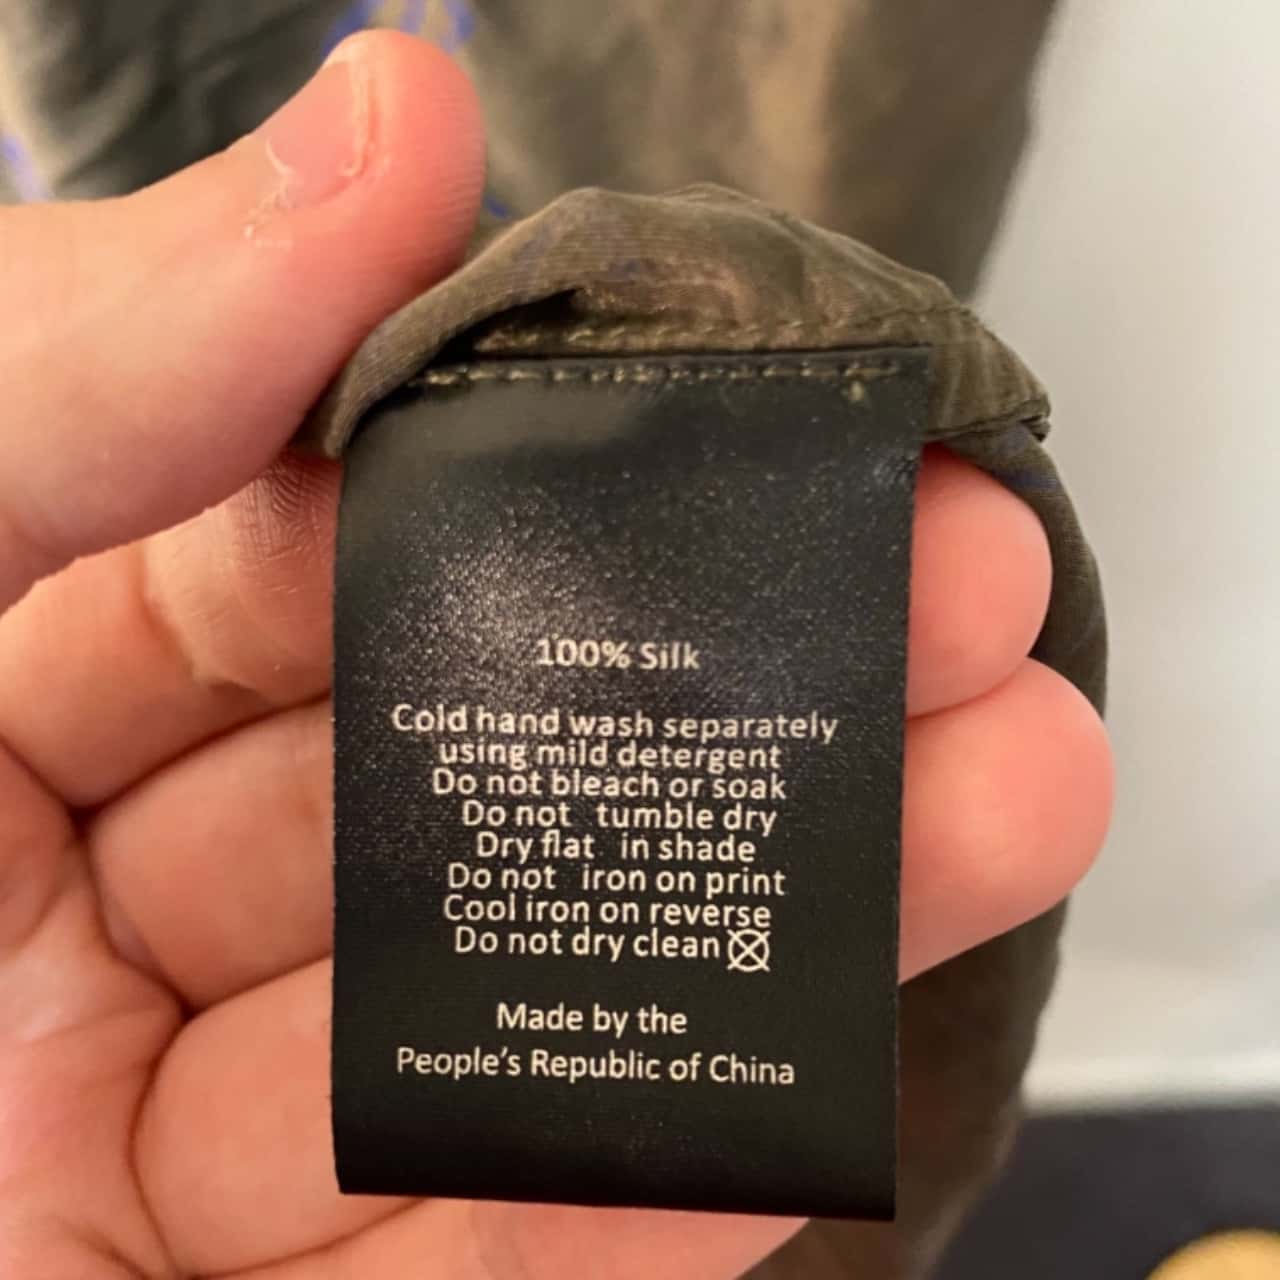 100% Silk
Cold hand wash separately
using mild detergent
Do not bleach or soak
Do not tumble dry
Dry flat in shade
Do not iron on print
Cool iron on reverse
Do not dry clean
Made by the
People's Republic of China